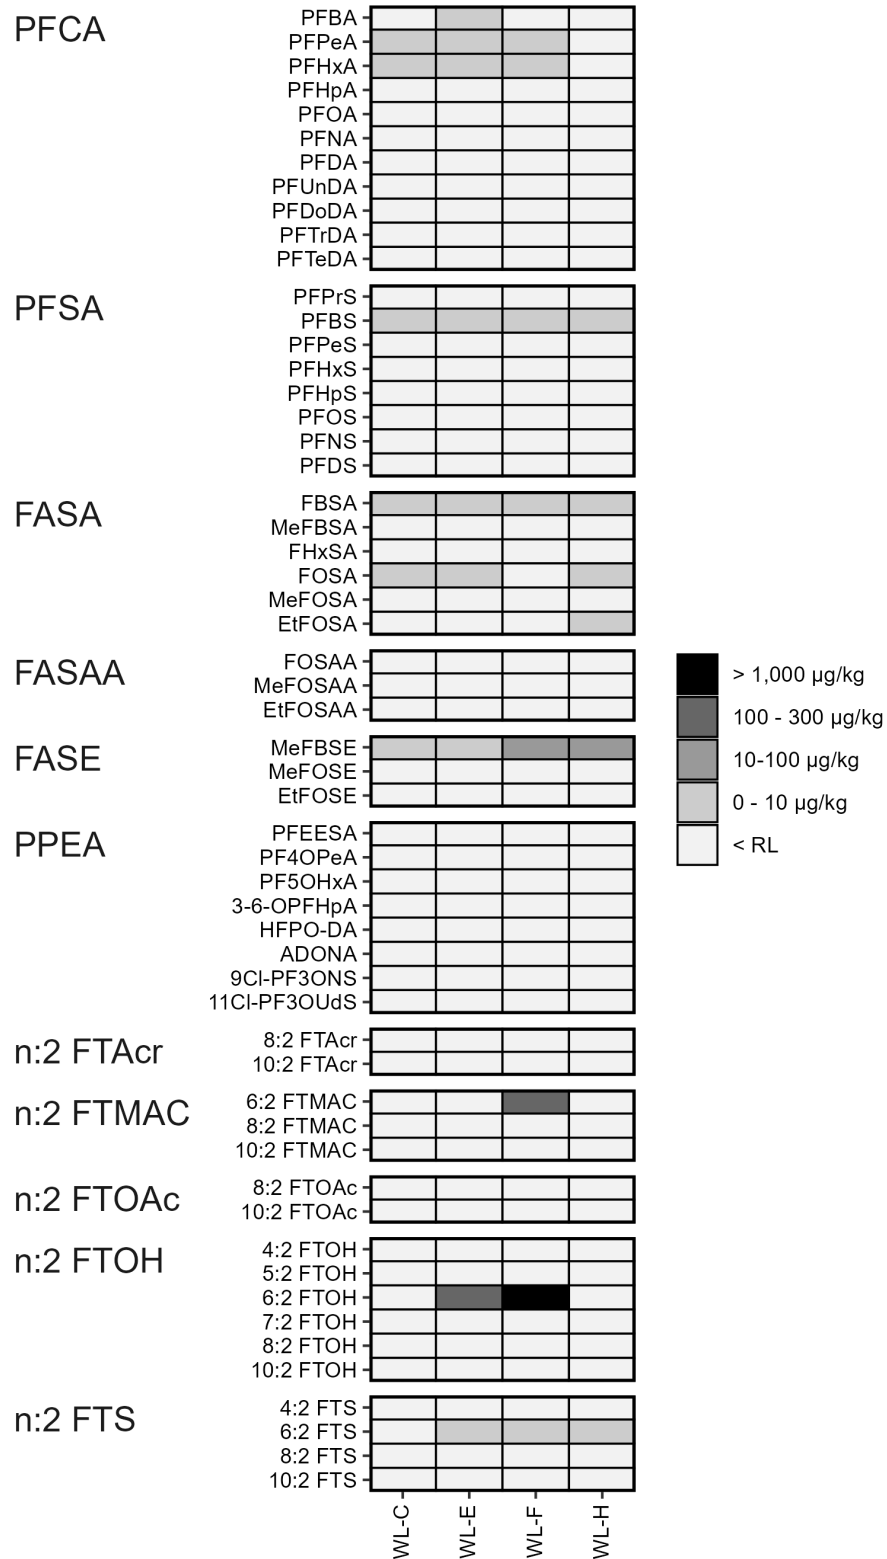 PFCA
PFBA
PFPeA
PFHxA
PFHpA
PFOA
PFNA
PFDA
PFUnDA
PFDoDA
PFTrDA
PFTeDA
PFSA
PFPrS
PFBS
PFPeS
PFHxS
PFHpS
PFOS
PFNS
PFDS
FASA
FBSA
MeFBSA
FHxSA
FOSA
MeFOSA
EtFOSA
FASAA
FOSAA
MeFOSAA
EtFOSAA
FASE
MeFBSE
MeFOSE
EtFOSE
PPEA
PFEESA
PF4OPeA
PF5OHxA
3-6-OPFHpA
HFPO-DA
ADONA
9Cl-PF3ONS
11Cl-PF3OUdS
n:2 FTAcr
8:2 FTAcr
10:2 FTAcr
n:2 FTMAC
6:2 FTMAC
8:2 FTMAC
10:2 FTMAC
n:2 FTOAc
8:2 FTOAc
10:2 FTOAc
n:2 FTOH
4:2 FTOH
5:2 FTOH
6:2 FTOH
7:2 FTOH
8:2 FTOH
10:2 FTOH
n:2 FTS
4:2 FTS
6:2 FTS
8:2 FTS
10:2 FTS
WL-C
WL-E
WL-F
WL-H
> 1,000 µg/kg
100 - 300 µg/kg
10-100 µg/kg
0 - 10 µg/kg
< RL